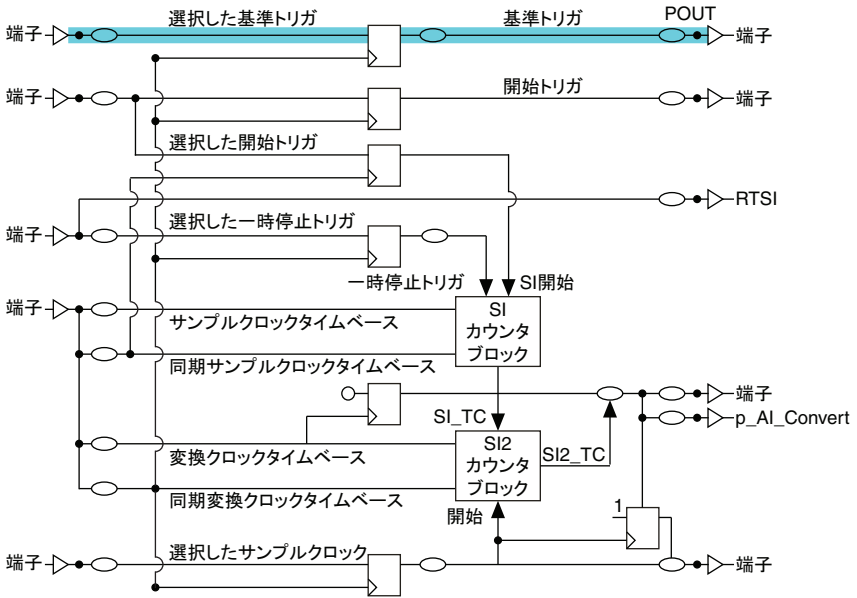 選択した基準トリガ
基準トリガ
POUT
端子
端子
端子
開始トリガ
端子
選択した開始トリガ
RTSI
端子
選択した一時停止トリガ
一時停止トリガ
SI開始
端子
サンプルクロックタイムベース
SI
カウンタ
ブロック
同期サンプルクロックタイムベース
端子
SI_TC
p_AI_Convert
変換クロックタイムベース
SI2
カウンタ
ブロック
SI2_TC
同期変換クロックタイムベース
開始
1
端子
選択したサンプルクロック
端子